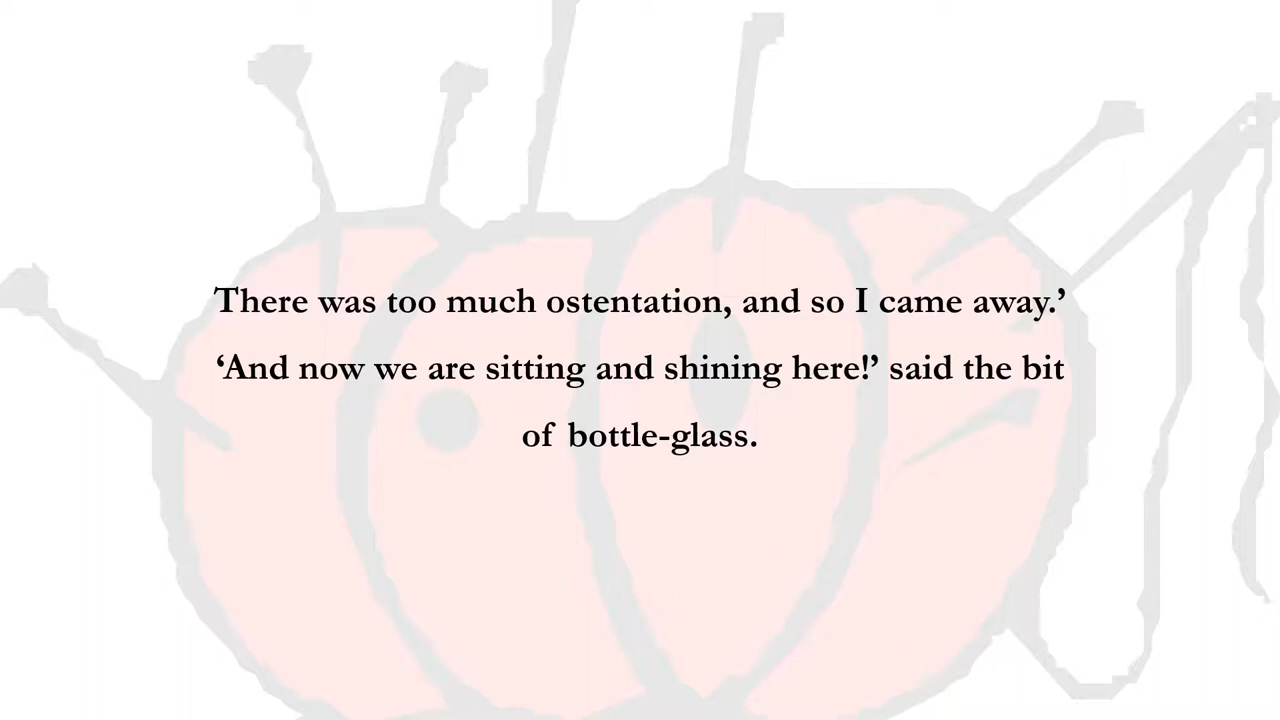 There was too much ostentation, and so I came away.’
‘And now we are sitting and shining here!’ said the bit
of bottle-glass.